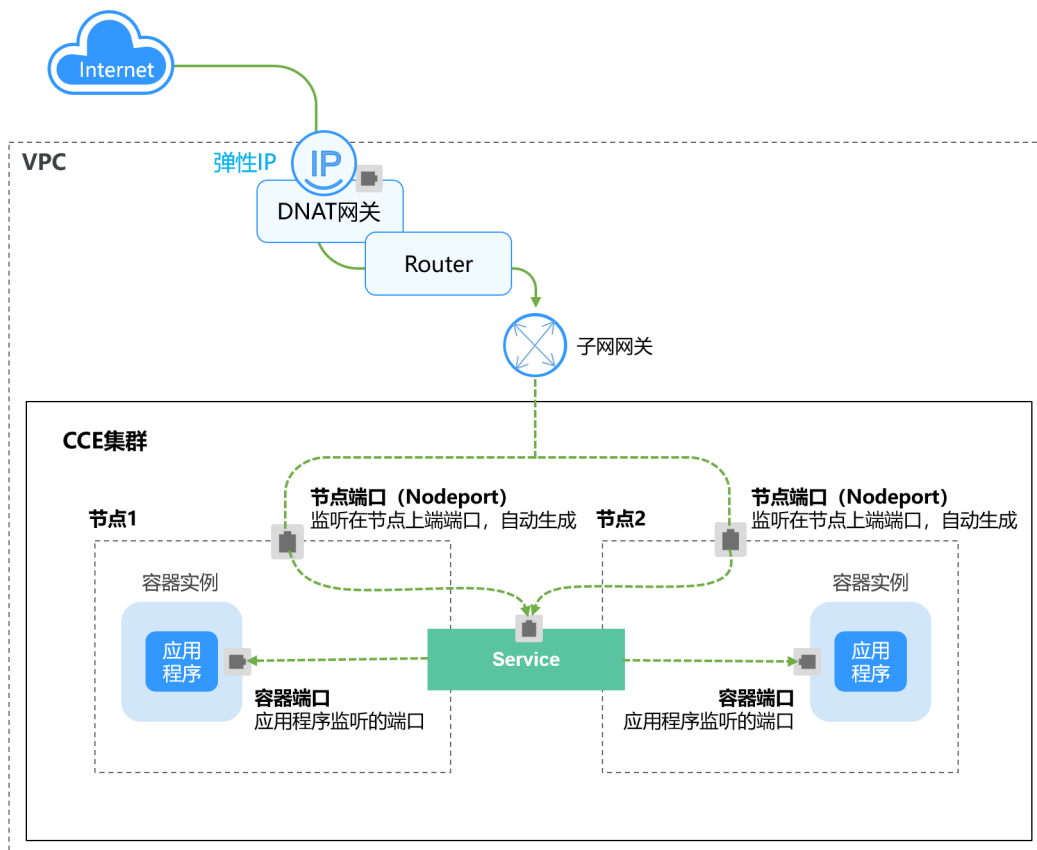 Internet
VPC
弹性IP
IP
DNAT网关
Router
子网网关
CCE集群
节点1
节点端口（Nodeport）
监听在节点上端端口，自动生成
节点2
节点端口（Nodeport）
监听在节点上端端口，自动生成
容器实例
应用
程序
Service
容器实例
应用
程序
容器端口
应用程序监听的端口
容器端口
应用程序监听的端口